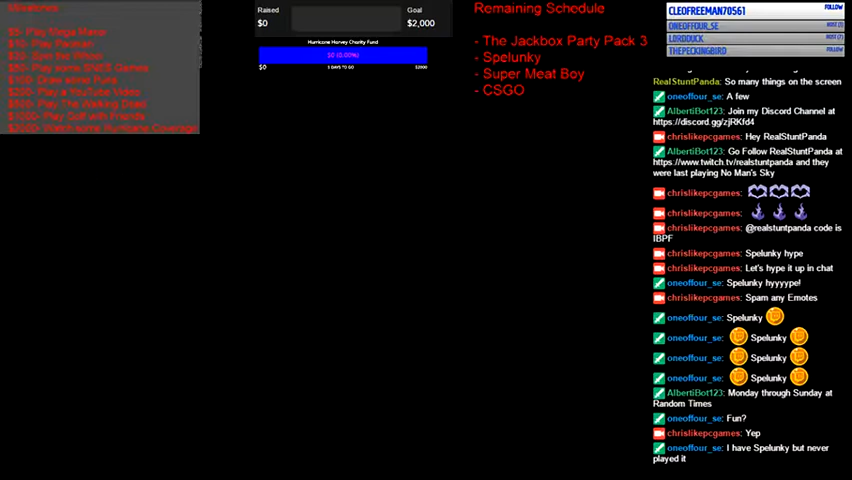 Milestones
$5- Play Mega Man
$10- Play Pacman
$20- Spin the Wheel
$50- Play some SNES Games
$100- Draw some Puns
$200- Play a YouTube Video
$500- Play The Walking Dead
$1000- Play Golf with Friends
$2000- Watch some Hurricane Coverage
Raised
$0
Goal
$2,000
Hurricane Harvey Charity Fund
$0 (0.00%)
$0
5 DAYS TO GO
$2000
Remaining Schedule
- The Jackbox Party Pack 3
- Spelunky
- Super Meat Boy
- CSGO
CLEOFREEMAN70561 FOLLOW
ONEOFFOUR_SE
LORDDUCK
THEPECKINGBIRD FOLLOW
RealStuntPanda: So many things on the screen
oneoffour_se: A few
AlbertiBot123: Join my Discord Channel at
https://discord.gg/zjRKfd4
chrislikepcgames: Hey RealStuntPanda
AlbertiBot123: Go Follow RealStuntPanda at
https://www.twitch.tv/realstuntpanda and they
were last playing No Man's Sky
chrislikepcgames:
chrislikepcgames:
chrislikepcgames: @realstuntpanda code is
IBPF
chrislikepcgames: Spelunky hype
chrislikepcgames: Let's hype it up in chat
oneoffour_se: Spelunky hyyyype!
chrislikepcgames: Spam any Emotes
oneoffour_se: Spelunky
oneoffour_se: Spelunky
oneoffour_se: Spelunky
oneoffour_se: Spelunky
AlbertiBot123: Monday through Sunday at
Random Times
oneoffour_se: Fun?
chrislikepcgames: Yep
oneoffour_se: I have Spelunky but never
played it